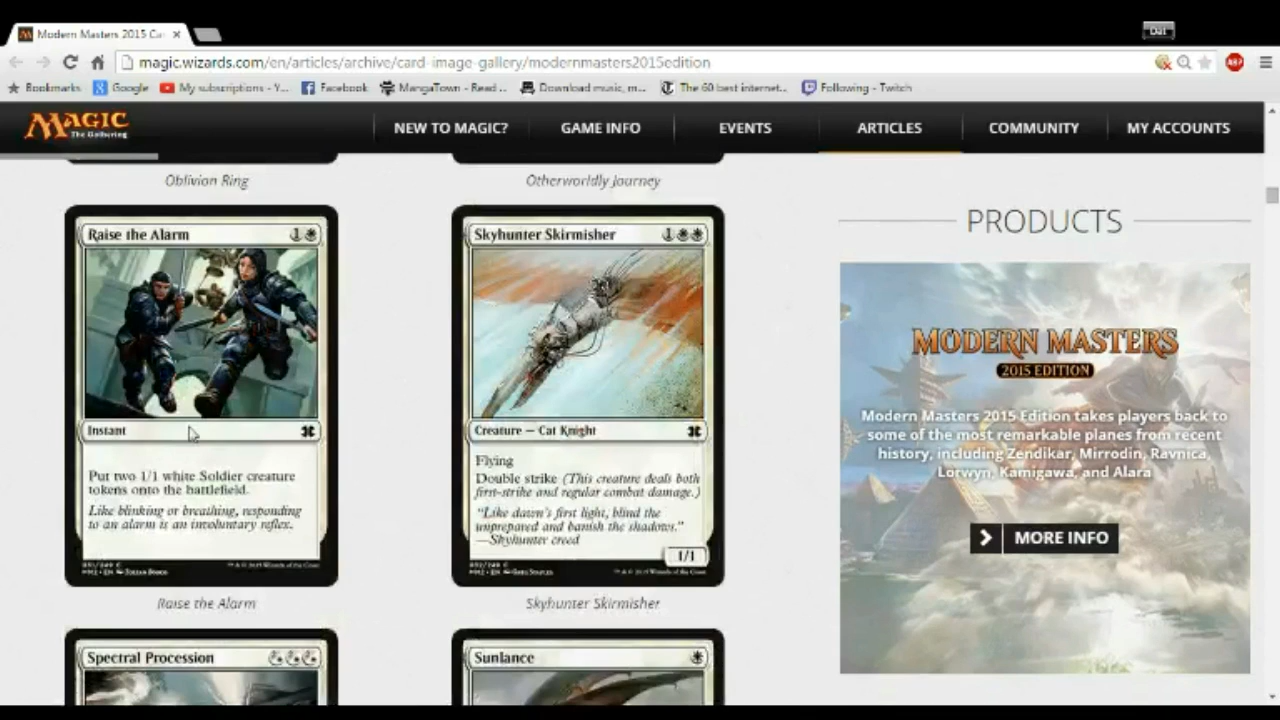 Modern Masters 2015 Ca
Dat
magic.wizards.com/en/articles/archive/card-image-gallery/modernmasters2015edition
ABP
Bookmarks
Google
My subscriptions - Y...
Facebook
MangaTown - Read ...
Download music, m...
The 60 best internet...
Following - Twitch
MAGIC
The Gathering
NEW TO MAGIC?
GAME INFO
EVENTS
ARTICLES
COMMUNITY
MY ACCOUNTS
Oblivion Ring
Otherworldly Journey
Raise the Alarm
1
Instant
Put two 1/1 white Soldier creature
tokens onto the battlefield.
Like blinking or breathing, responding
to an alarm is an involuntary reflex.
Raise the Alarm
Skyhunter Skirmisher
1
Creature — Cat Knight
Flying
Double strike (This creature deals both
first-strike and regular combat damage.)
"Like dawn's first light, blind the
unprepared and banish the shadows."
—Skyhunter creed
1/1
Skyhunter Skirmisher
Spectral Procession
Sunlance
PRODUCTS
MODERN MASTERS
2015 EDITION
Modern Masters 2015 Edition takes players back to
some of the most remarkable planes from recent
history, including Zendikar, Mirrodin, Ravnica,
Lorwyn, Kamigawa, and Alara
MORE INFO